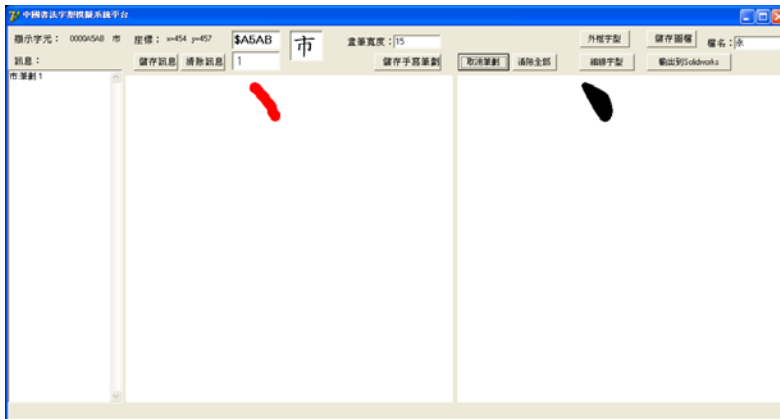 中國書法字型模擬系統平台
顯示字元： 0000A5AB 市 座標： x=454 y=457 $A5AB 市 畫筆寬度：15 外框字型 儲存圖檔 檔名：永
訊息： 儲存訊息 清除訊息 1 儲存手寫筆劃 取消筆劃 清除全部 細線字型 輸出到Solidworks
市 筆劃 1